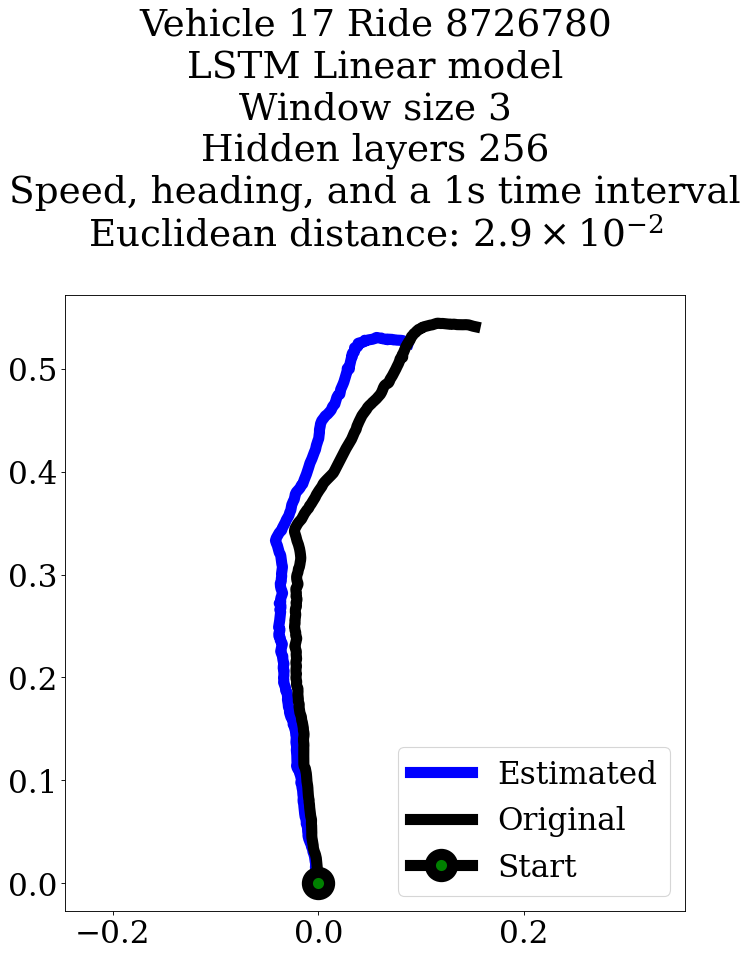 Vehicle 17 Ride 8726780
LSTM Linear model
Window size 3
Hidden layers 256
Speed, heading, and a 1s time interval
Euclidean distance: 2.9 × 10⁻²
0.5
0.4
0.3
0.2
0.1
0.0
Estimated
Original
Start
−0.2
0.0
0.2